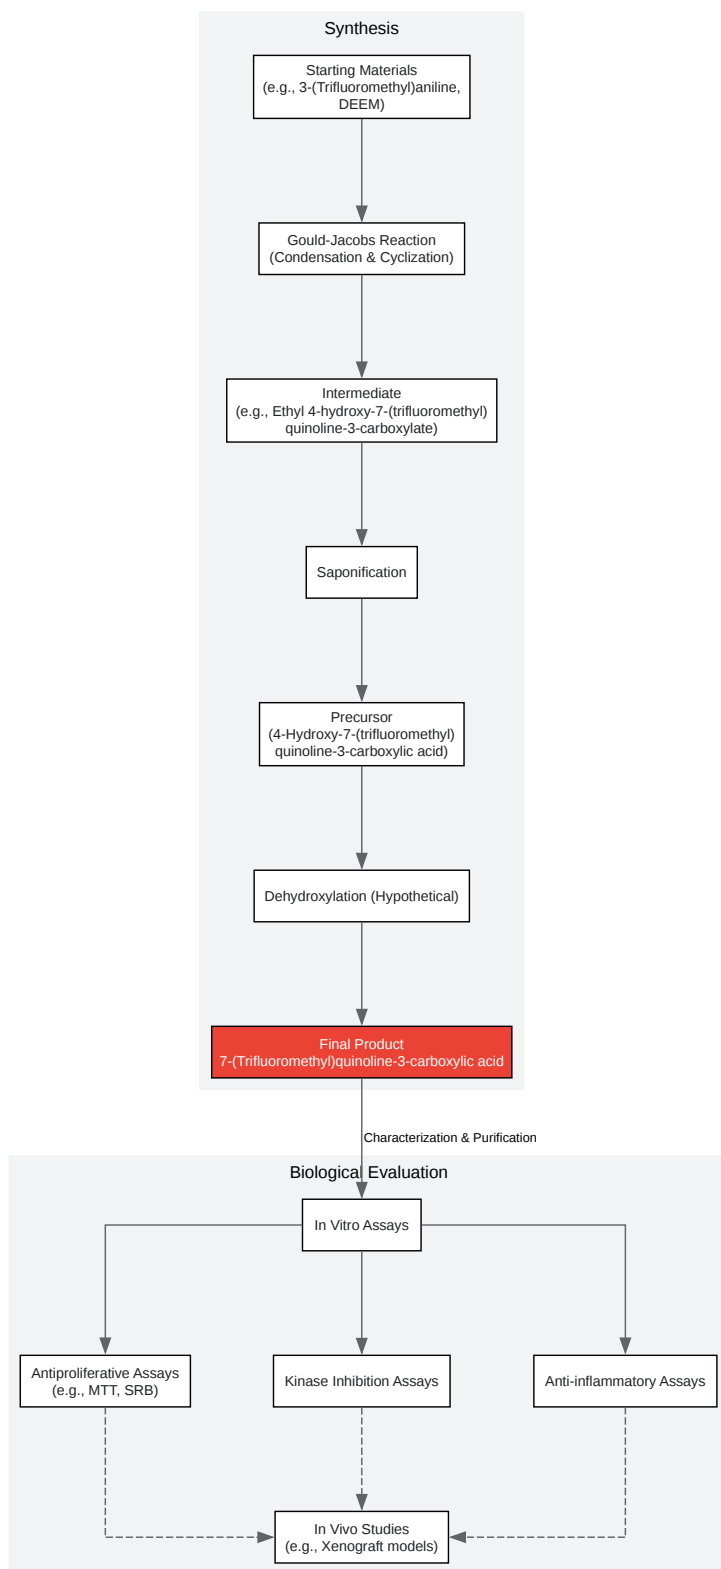 Synthesis
Starting Materials
(e.g., 3-(Trifluoromethyl)aniline,
DEEM)
Gould-Jacobs Reaction
(Condensation & Cyclization)
Intermediate
(e.g., Ethyl 4-hydroxy-7-(trifluoromethyl)
quinoline-3-carboxylate)
Saponification
Precursor
(4-Hydroxy-7-(trifluoromethyl)
quinoline-3-carboxylic acid)
Dehydroxylation (Hypothetical)
Final Product
7-(Trifluoromethyl)quinoline-3-carboxylic acid
Characterization & Purification
Biological Evaluation
In Vitro Assays
Antiproliferative Assays
(e.g., MTT, SRB)
Kinase Inhibition Assays
Anti-inflammatory Assays
In Vivo Studies
(e.g., Xenograft models)